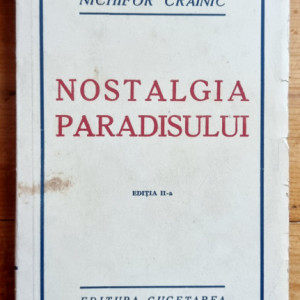 NICHIFOR CRAINIC
NOSTALGIA
PARADISULUI
EDIȚIA II-a
EDITURA CUGETAREA